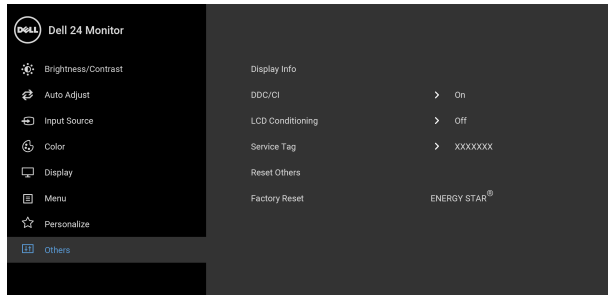 DELL Dell 24 Monitor
Brightness/Contrast
Auto Adjust
Input Source
Color
Display
Menu
Personalize
Others
Display Info
DDC/CI > On
LCD Conditioning > Off
Service Tag > XXXXXXX
Reset Others
Factory Reset ENERGY STAR®